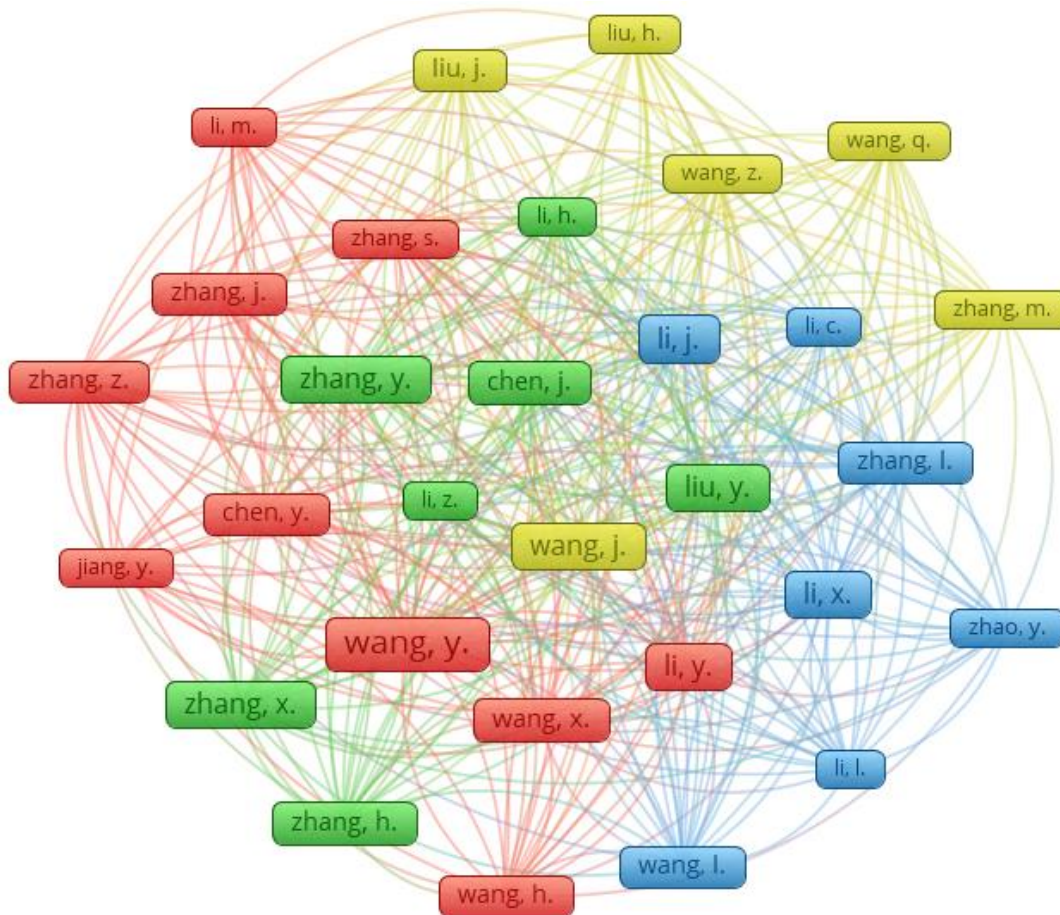 liu, h.
liu, j.
li, m.
wang, q.
wang, z.
li, h.
zhang, s.
zhang, j.
zhang, m.
li, c.
li, j.
zhang, z.
zhang, y.
chen, j.
zhang, l.
liu, y.
li, z.
chen, y.
wang, j.
jiang, y.
li, x.
zhao, y.
wang, y.
li, y.
zhang, x.
wang, x.
li, l.
zhang, h.
wang, l.
wang, h.